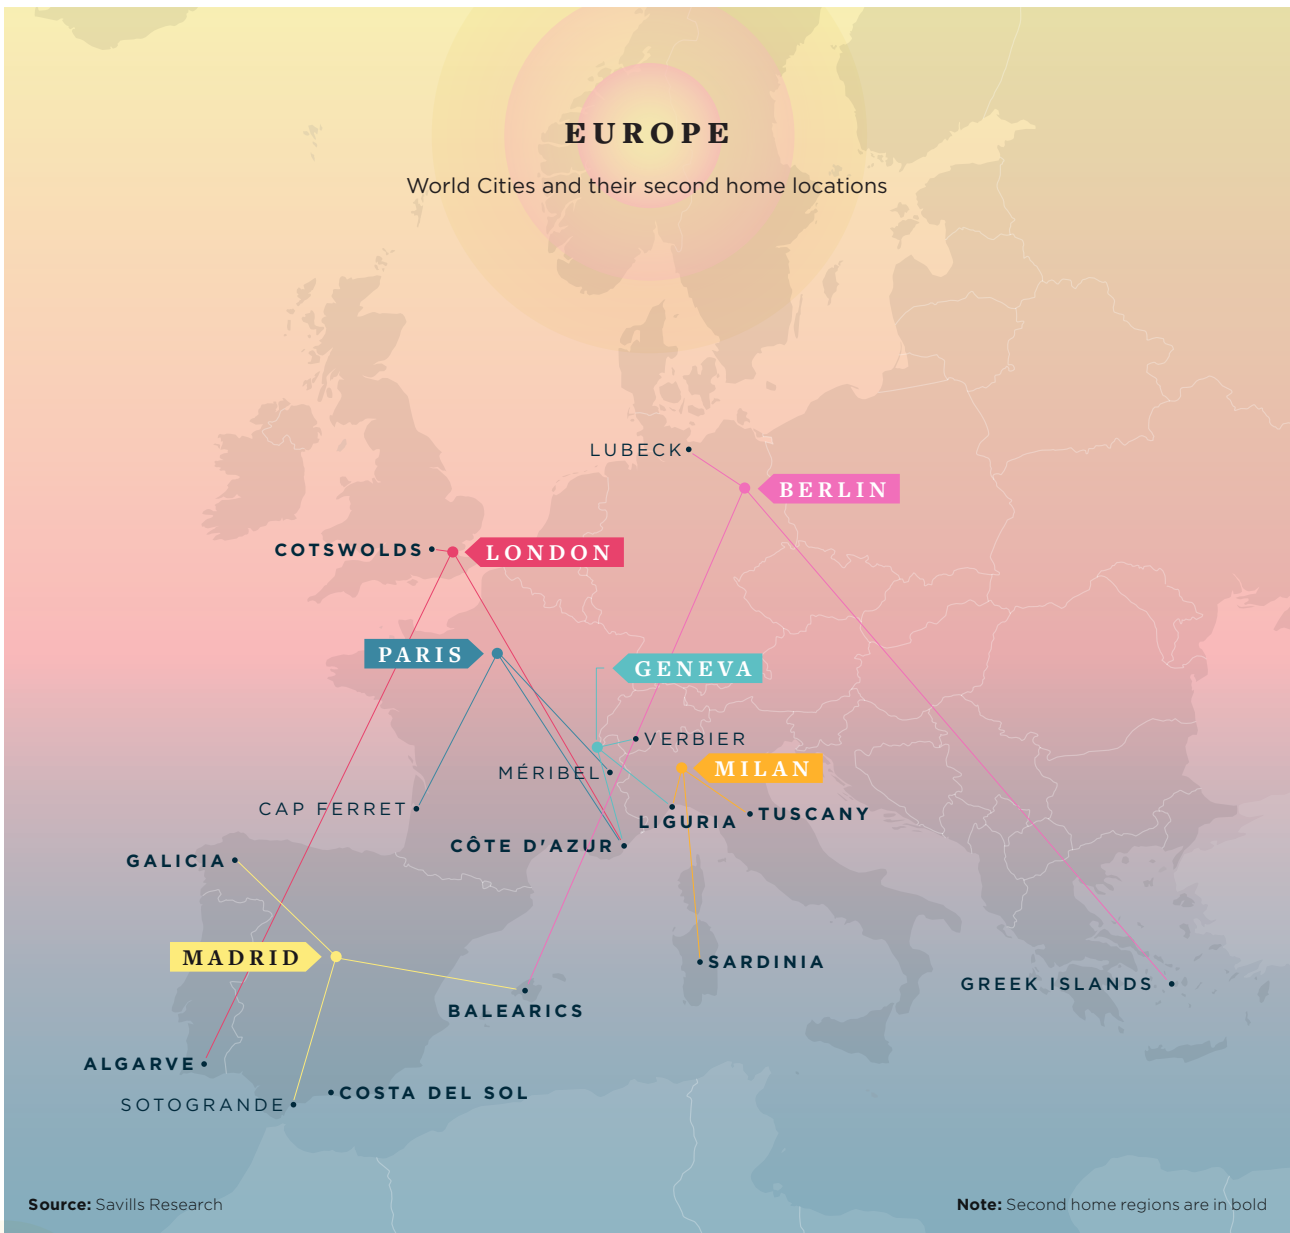 EUROPE
World Cities and their second home locations
LUBECK
BERLIN
COTSWOLDS
LONDON
PARIS
GENEVA
VERBIER
MÉRIBEL
MILAN
CAP FERRET
LIGURIA
TUSCANY
CÔTE D'AZUR
GALICIA
MADRID
SARDINIA
GREEK ISLANDS
BALEARICS
ALGARVE
COSTA DEL SOL
SOTOGRANDE
Source: Savills Research
Note: Second home regions are in bold